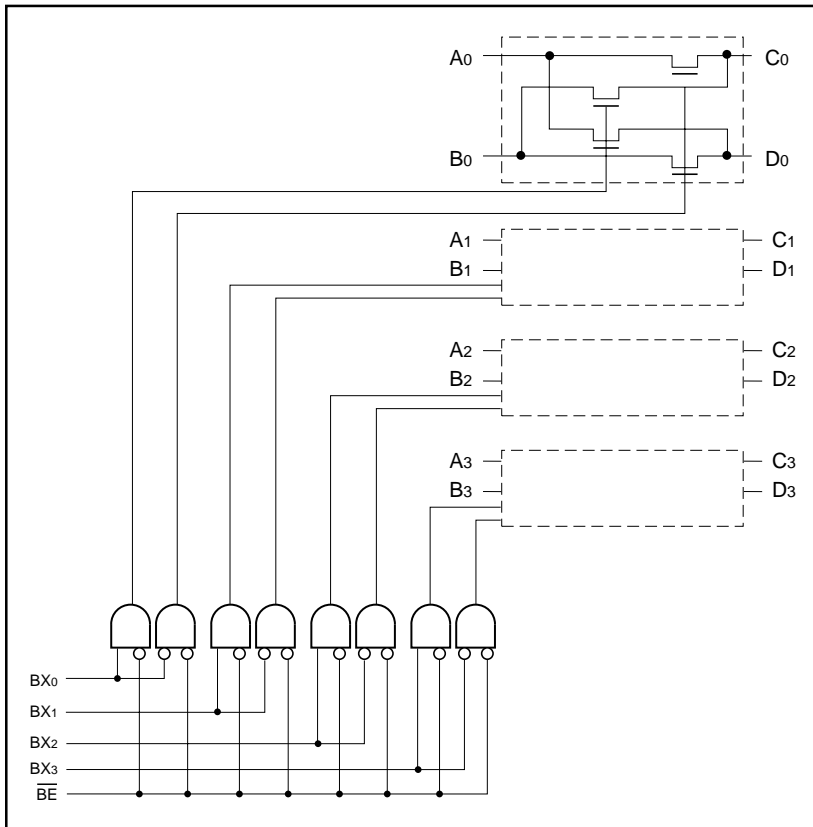 A0 C0
B0 D0
A1 C1
B1 D1
A2 C2
B2 D2
A3 C3
B3 D3
BX0
BX1
BX2
BX3
B̅E̅